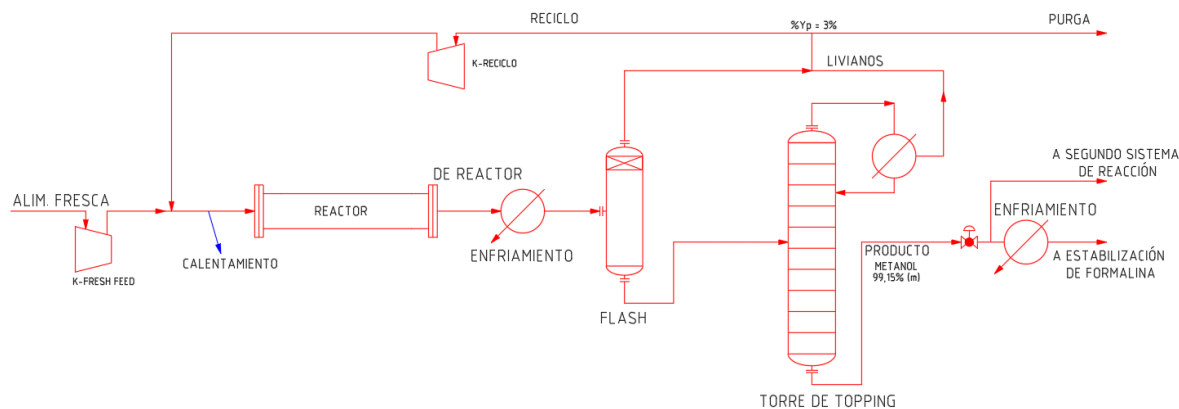 RECICLO
%Yp = 3%
PURGA
K-RECICLO
LIVIANOS
A SEGUNDO SISTEMA
DE REACCIÓN
DE REACTOR
ALIM. FRESCA
REACTOR
ENFRIAMIENTO
CALENTAMIENTO
ENFRIAMIENTO
K-FRESH FEED
PRODUCTO
METANOL
99,15% (m)
A ESTABILIZACIÓN
DE FORMALINA
FLASH
TORRE DE TOPPING